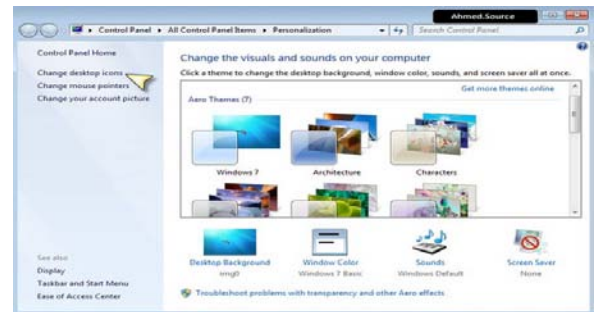 Ahmed.Source
Control Panel ▸ All Control Panel Items ▸ Personalization
Search Control Panel
Control Panel Home
Change desktop icons
Change mouse pointers
Change your account picture
See also
Display
Taskbar and Start Menu
Ease of Access Center
Change the visuals and sounds on your computer
Click a theme to change the desktop background, window color, sounds, and screen saver all at once.
Get more themes online
Aero Themes (7)
Windows 7 Architecture Characters
Desktop Background Window Color Sounds Screen Saver
img0 Windows 7 Basic Windows Default None
Troubleshoot problems with transparency and other Aero effects